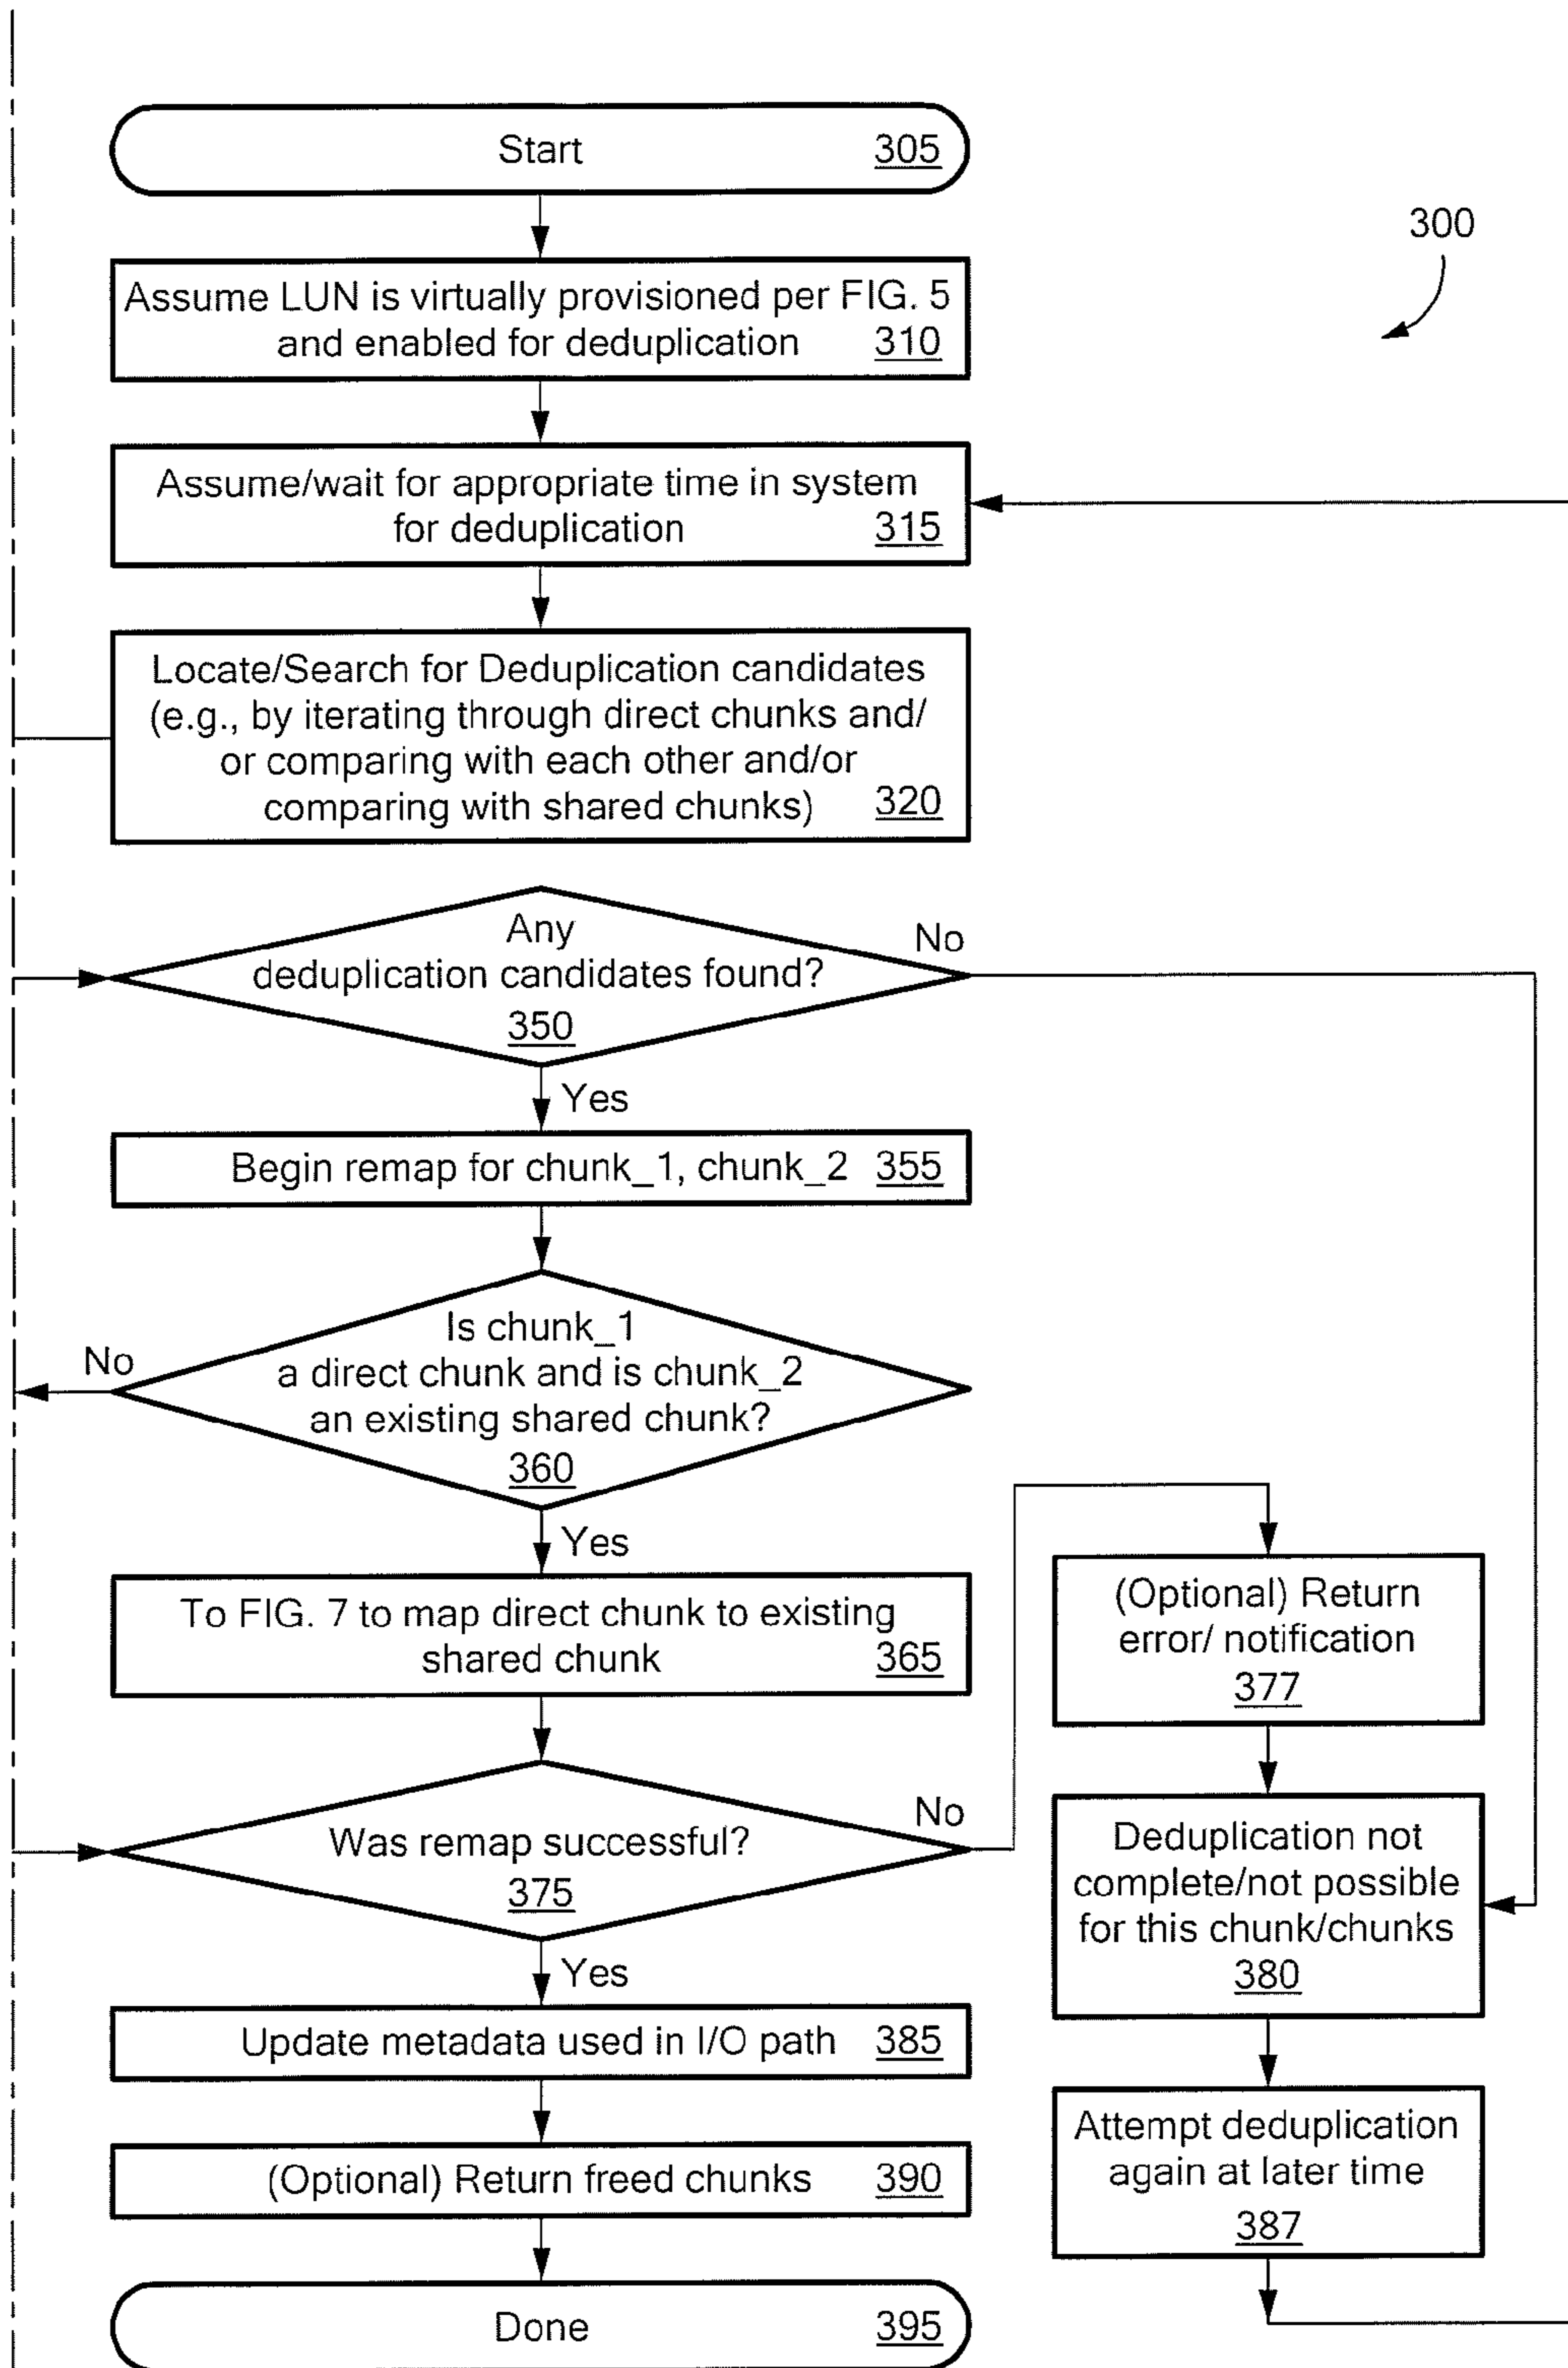 Start 305
300
Assume LUN is virtually provisioned per FIG. 5
and enabled for deduplication 310
Assume/wait for appropriate time in system
for deduplication 315
Locate/Search for Deduplication candidates
(e.g., by iterating through direct chunks and/
or comparing with each other and/or
comparing with shared chunks) 320
Any
deduplication candidates found?
350
No
Yes
Begin remap for chunk_1, chunk_2 355
Is chunk_1
a direct chunk and is chunk_2
an existing shared chunk?
360
No
Yes
To FIG. 7 to map direct chunk to existing
shared chunk 365
Was remap successful?
375
No
Yes
(Optional) Return
error/ notification
377
Deduplication not
complete/not possible
for this chunk/chunks
380
Attempt deduplication
again at later time
387
Update metadata used in I/O path 385
(Optional) Return freed chunks 390
Done 395